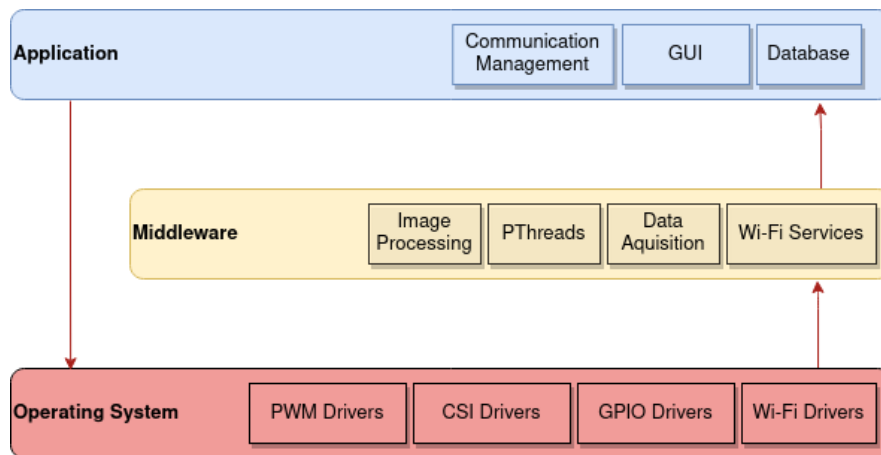 Application
Communication
Management
GUI
Database
Middleware
Image
Processing
PThreads
Data
Aquisition
Wi-Fi Services
Operating System
PWM Drivers
CSI Drivers
GPIO Drivers
Wi-Fi Drivers